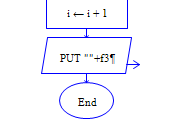 i ← i + 1
PUT ""+f3¶
End